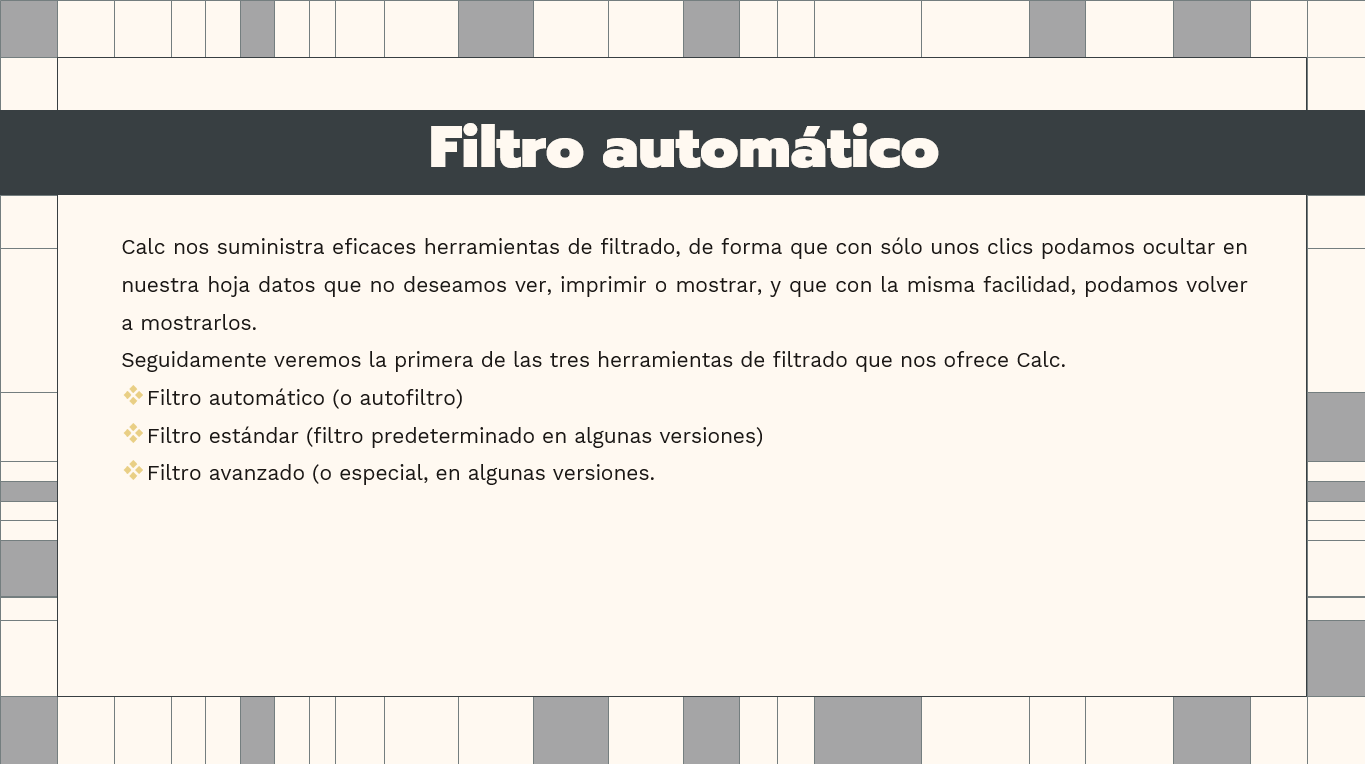 Filtro automático
Calc nos suministra eficaces herramientas de filtrado, de forma que con sólo unos clics podamos ocultar en
nuestra hoja datos que no deseamos ver, imprimir o mostrar, y que con la misma facilidad, podamos volver
a mostrarlos.
Seguidamente veremos la primera de las tres herramientas de filtrado que nos ofrece Calc.
❖Filtro automático (o autofiltro)
❖Filtro estándar (filtro predeterminado en algunas versiones)
❖Filtro avanzado (o especial, en algunas versiones.